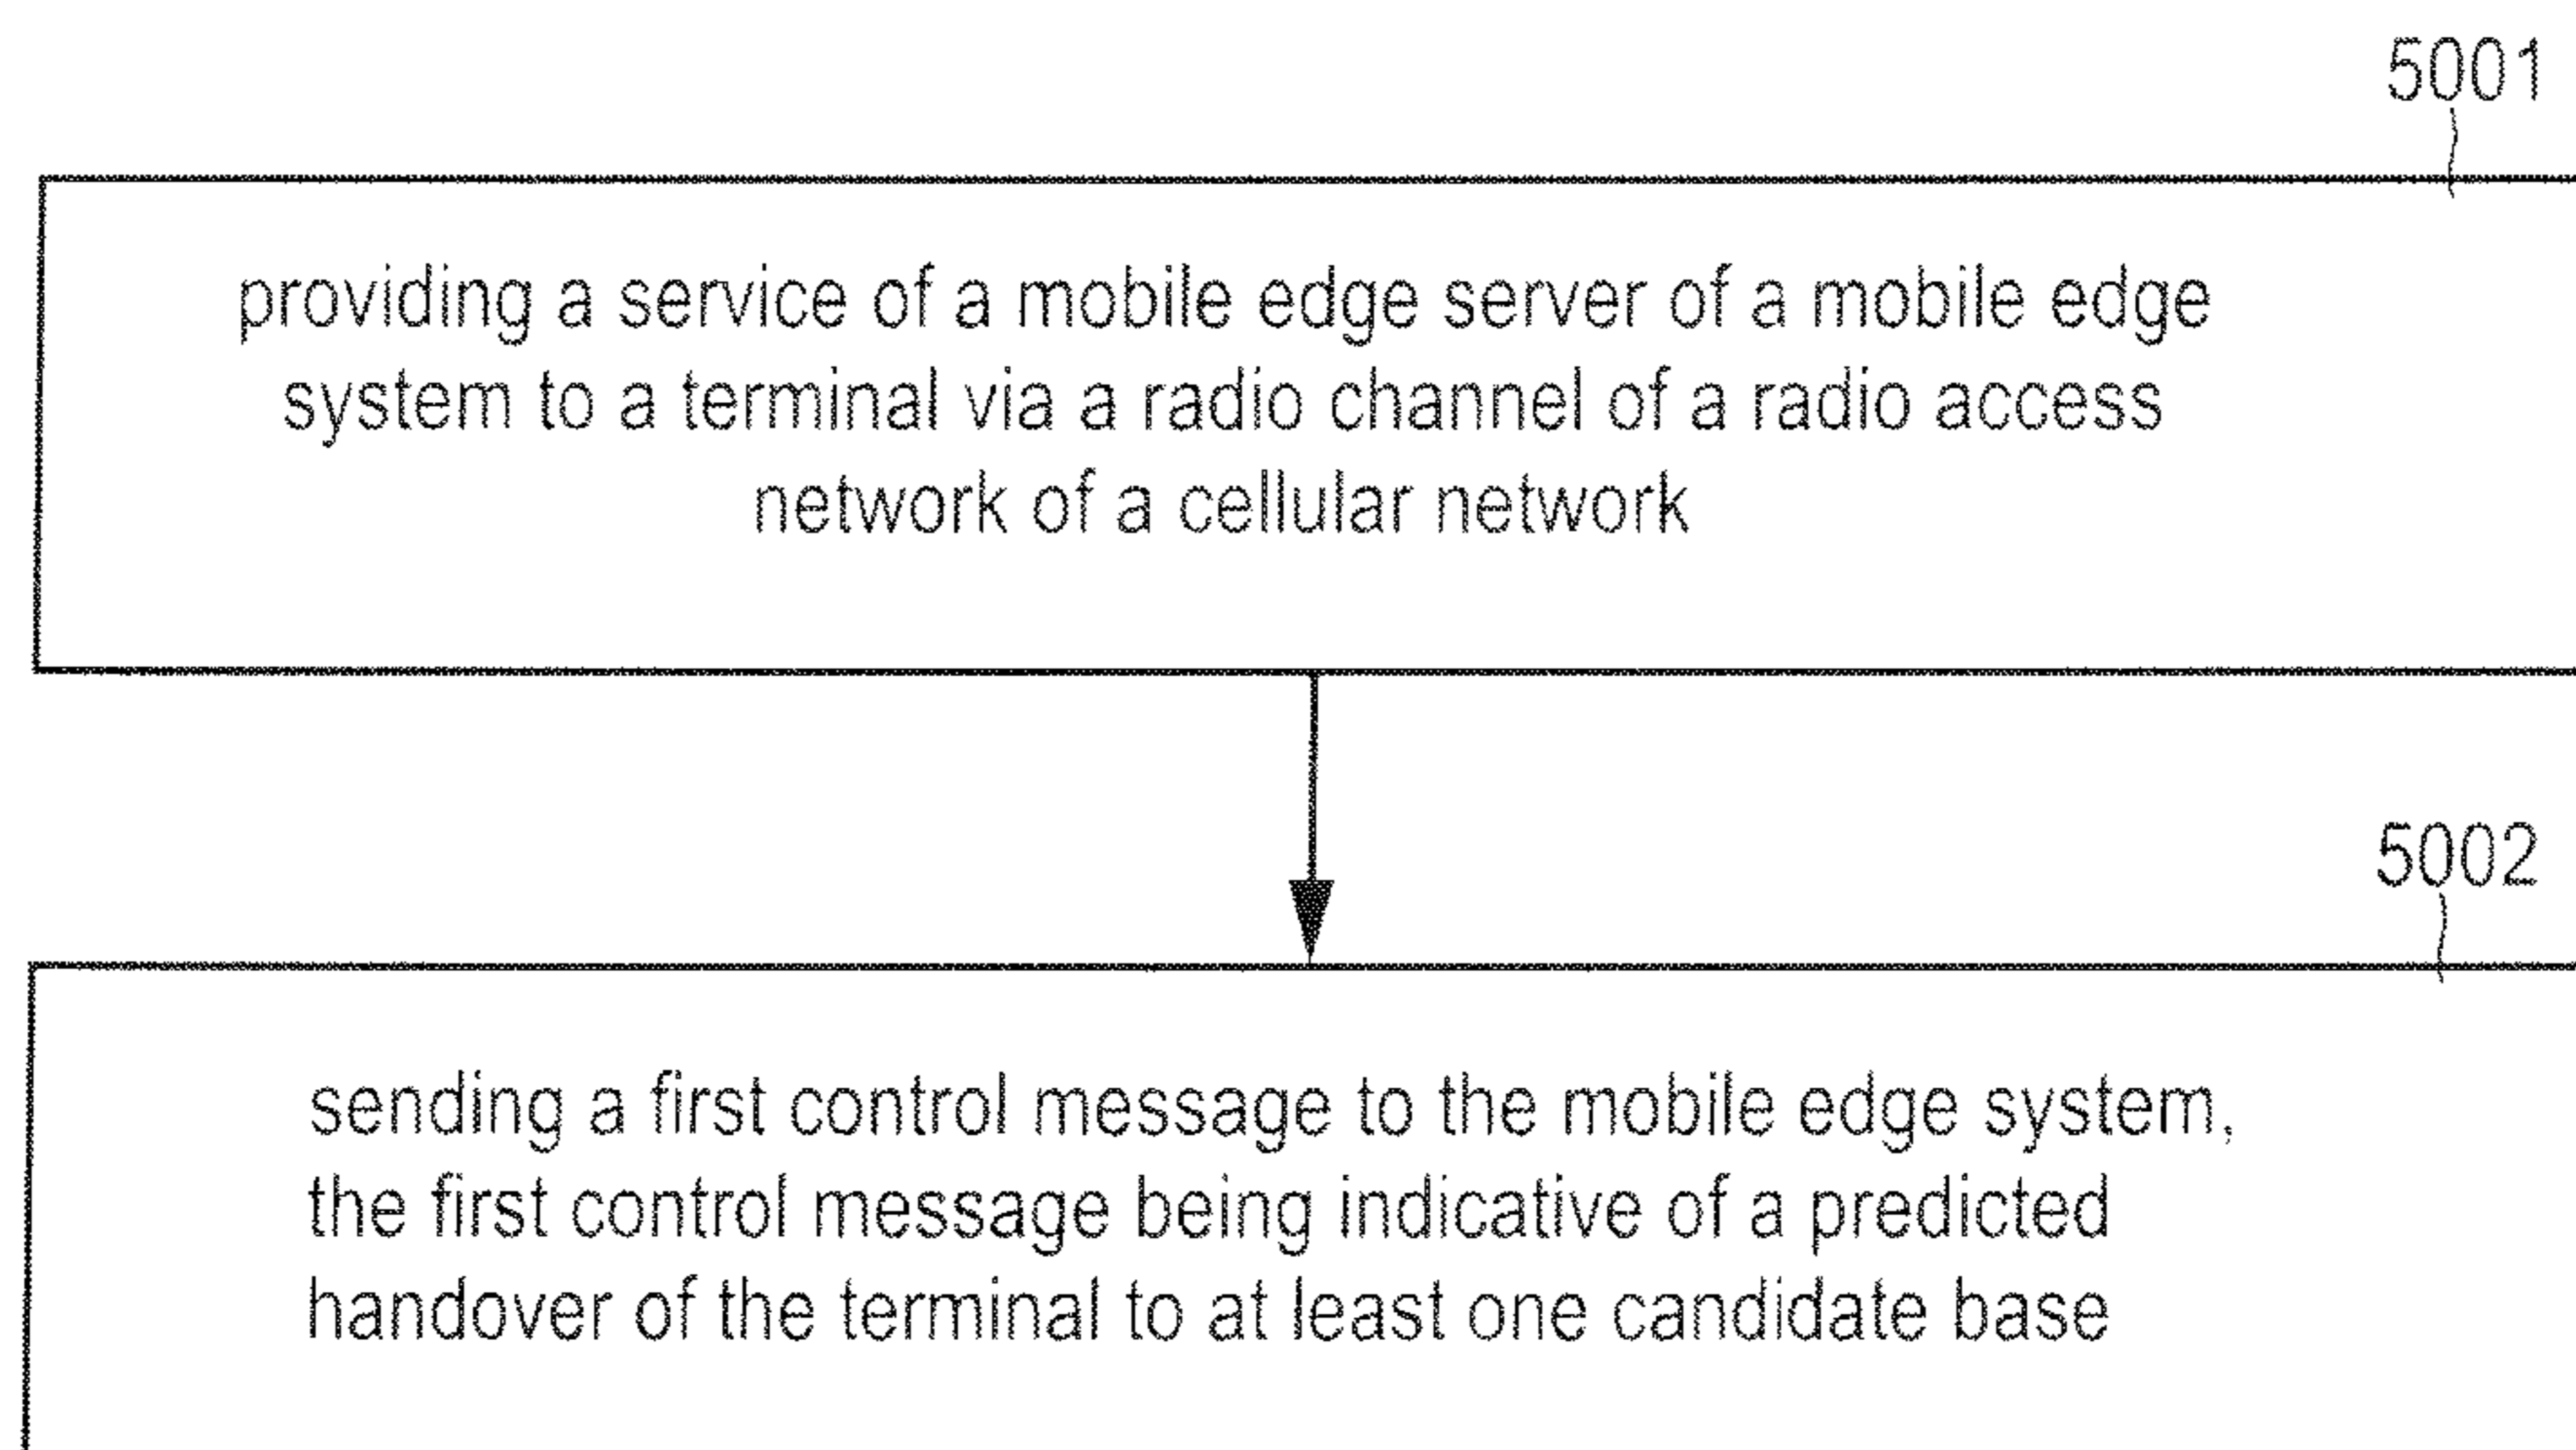 5001
providing a service of a mobile edge server of a mobile edge
system to a terminal via a radio channel of a radio access
network of a cellular network
5002
sending a first control message to the mobile edge system,
the first control message being indicative of a predicted
handover of the terminal to at least one candidate base